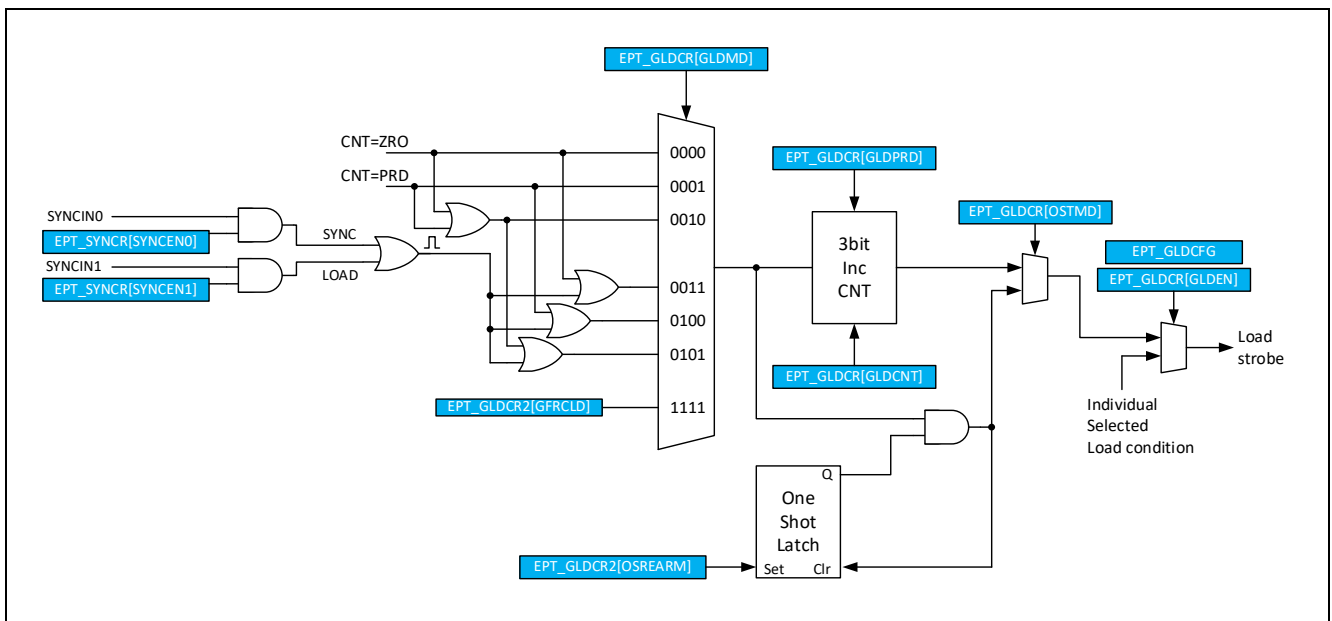 EPT_GLDCR[GLDMD]
CNT=ZRO
0000
EPT_GLDCR[GLDPRD]
CNT=PRD
0001
SYNCIN0
0010
EPT_GLDCR[OSTMD]
EPT_SYNCR[SYNCEN0]
SYNC
3bit
Inc
CNT
EPT_GLDCFG
SYNCIN1
LOAD
EPT_GLDCR[GLDEN]
EPT_SYNCR[SYNCEN1]
0011
0100
Load
strobe
0101
EPT_GLDCR[GLDCNT]
EPT_GLDCR2[GFRCLD]
1111
Individual
Selected
Load condition
Q
One
Shot
Latch
EPT_GLDCR2[OSREARM]
Set
Clr